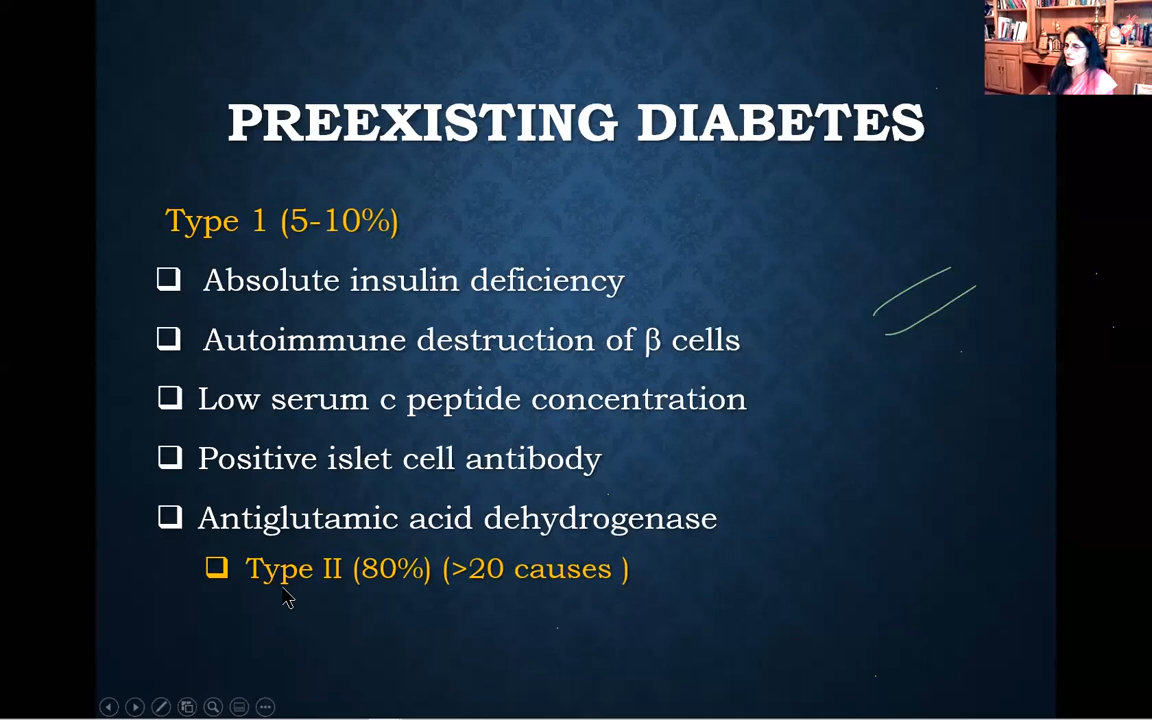 PREEXISTING DIABETES
Type 1 (5-10%)
Absolute insulin deficiency
Autoimmune destruction of β cells
Low serum c peptide concentration
Positive islet cell antibody
Antiglutamic acid dehydrogenase
Type II (80%) (>20 causes )